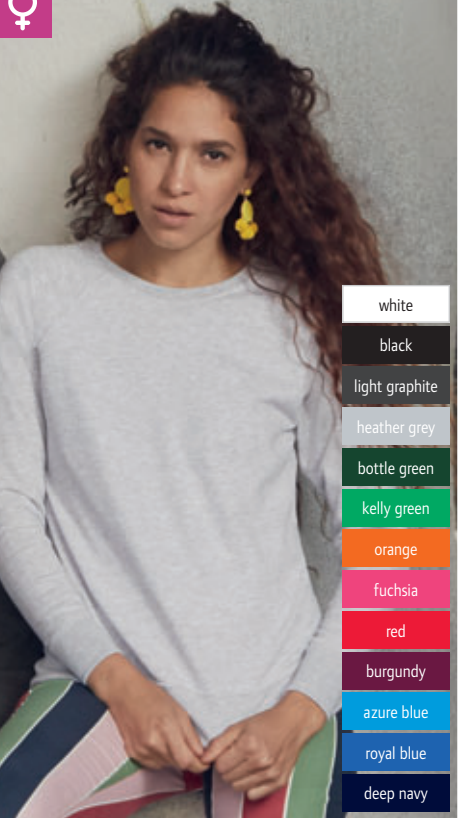 white
black
light graphite
heather grey
bottle green
kelly green
orange
fuchsia
red
burgundy
azure blue
royal blue
deep navy